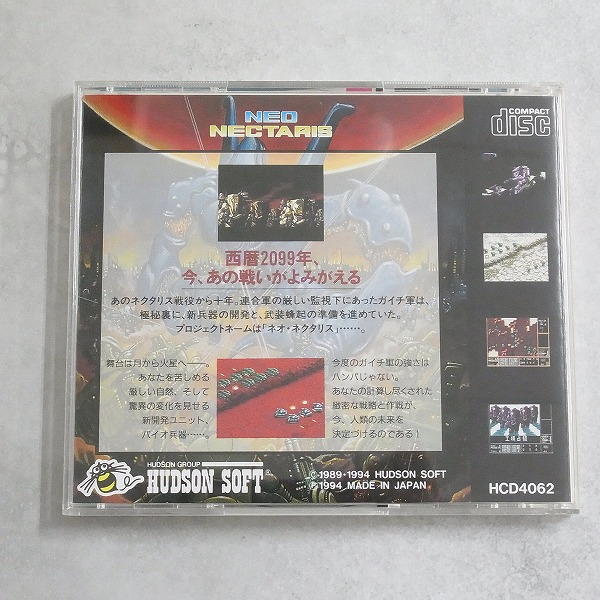 NEO
NECTARIS
COMPACT
disc
西暦2099年、
今、あの戦いがよみがえる
あのネクタリス戦役から十年。連合軍の厳しい監視下にあったガイチ軍は、
極秘裏に、新兵器の開発と、武装蜂起の準備を進めていた。
プロジェクトネームは「ネオ・ネクタリス」……。
舞台は月から火星へ――。
あなたを苦しめる
厳しい自然、そして
驚異の変化を見せる
新開発ユニット、
バイオ兵器……。
今度のガイチ軍の強さは
ハンパじゃない。
あなたの計算し尽くされた
緻密な戦略と作戦が、
今、人類の未来を
決定づけるのである！
工場占領
HUDSON GROUP
HUDSON SOFT®
©1989・1994 HUDSON SOFT
Ⓟ1994 MADE IN JAPAN
HCD4062